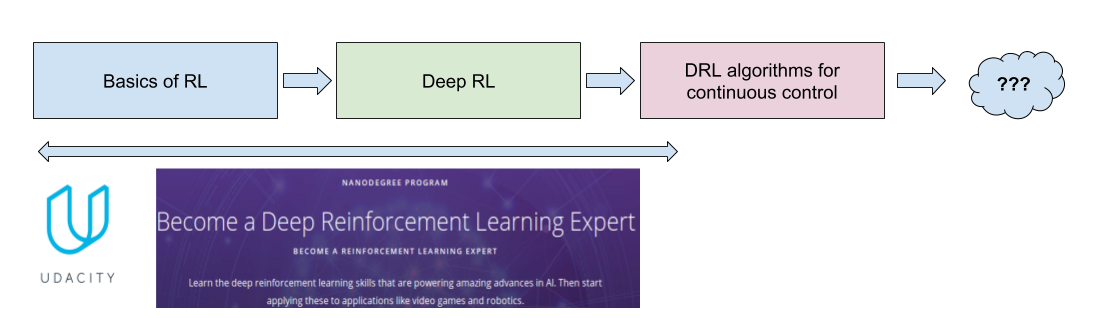 Basics of RL
Deep RL
DRL algorithms for
continuous control
???
UDACITY
NANODEGREE PROGRAM
Become a Deep Reinforcement Learning Expert
BECOME A REINFORCEMENT LEARNING EXPERT
Learn the deep reinforcement learning skills that are powering amazing advances in AI. Then start
applying these to applications like video games and robotics.